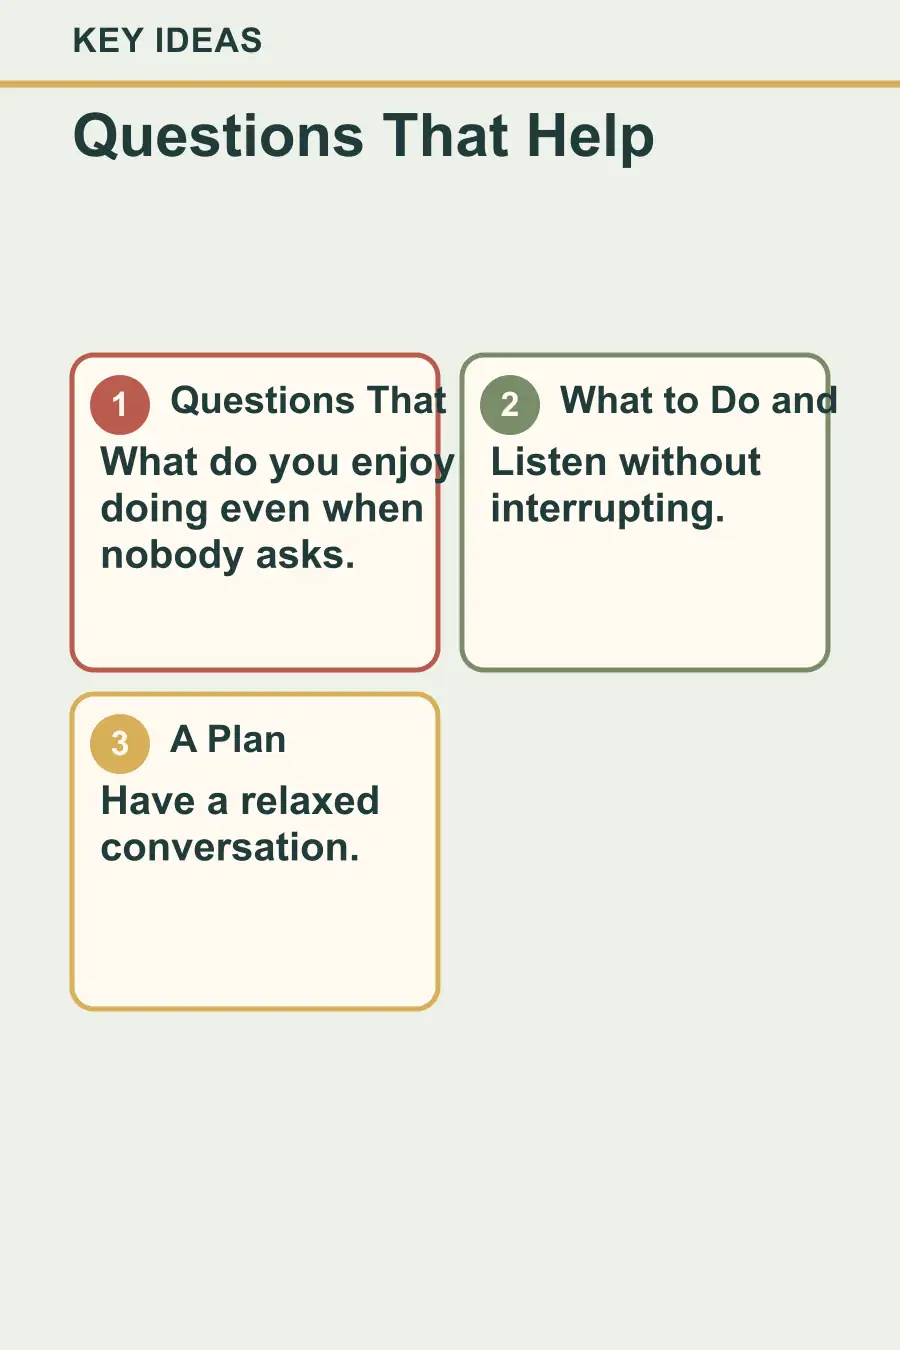 KEY IDEAS
Questions That Help
1
Questions That
What do you enjoy
doing even when
nobody asks.
2
What to Do and
Listen without
interrupting.
3
A Plan
Have a relaxed
conversation.